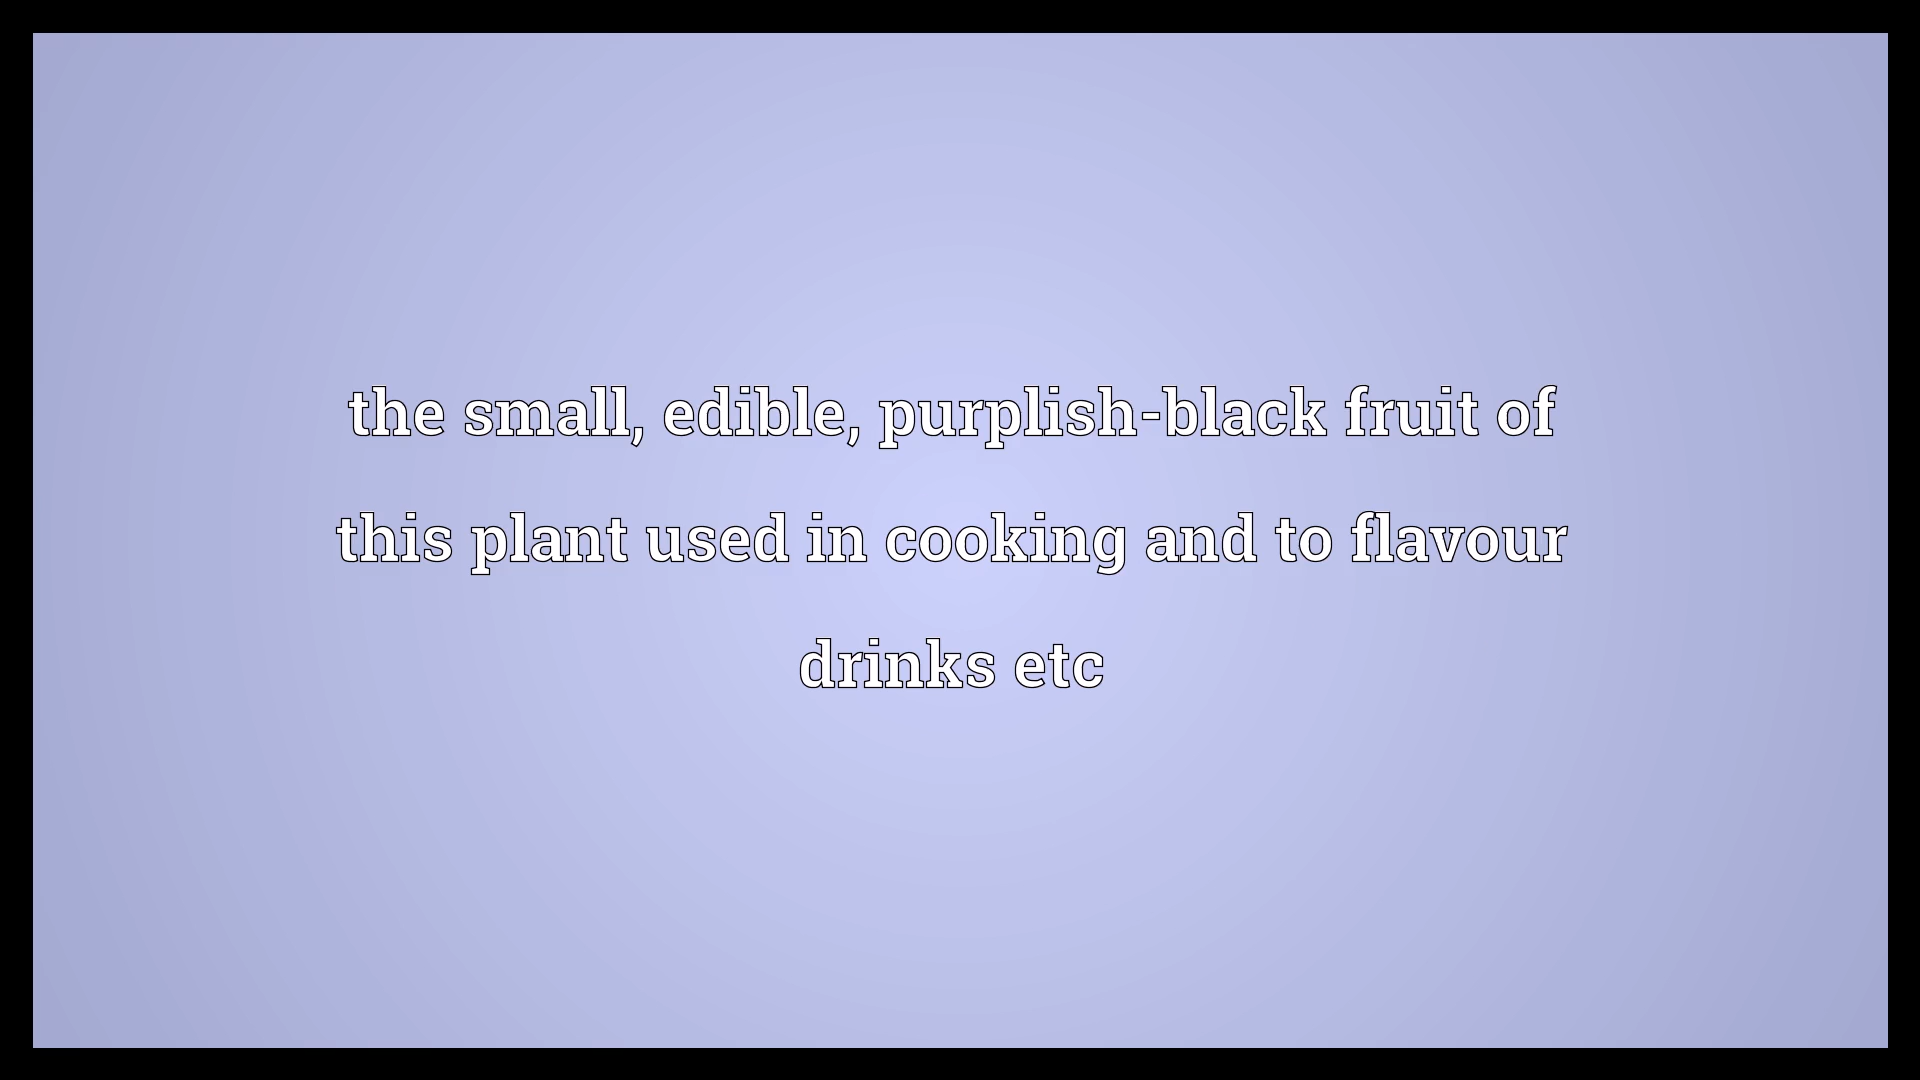 the small, edible, purplish-black fruit of
this plant used in cooking and to flavour
drinks etc